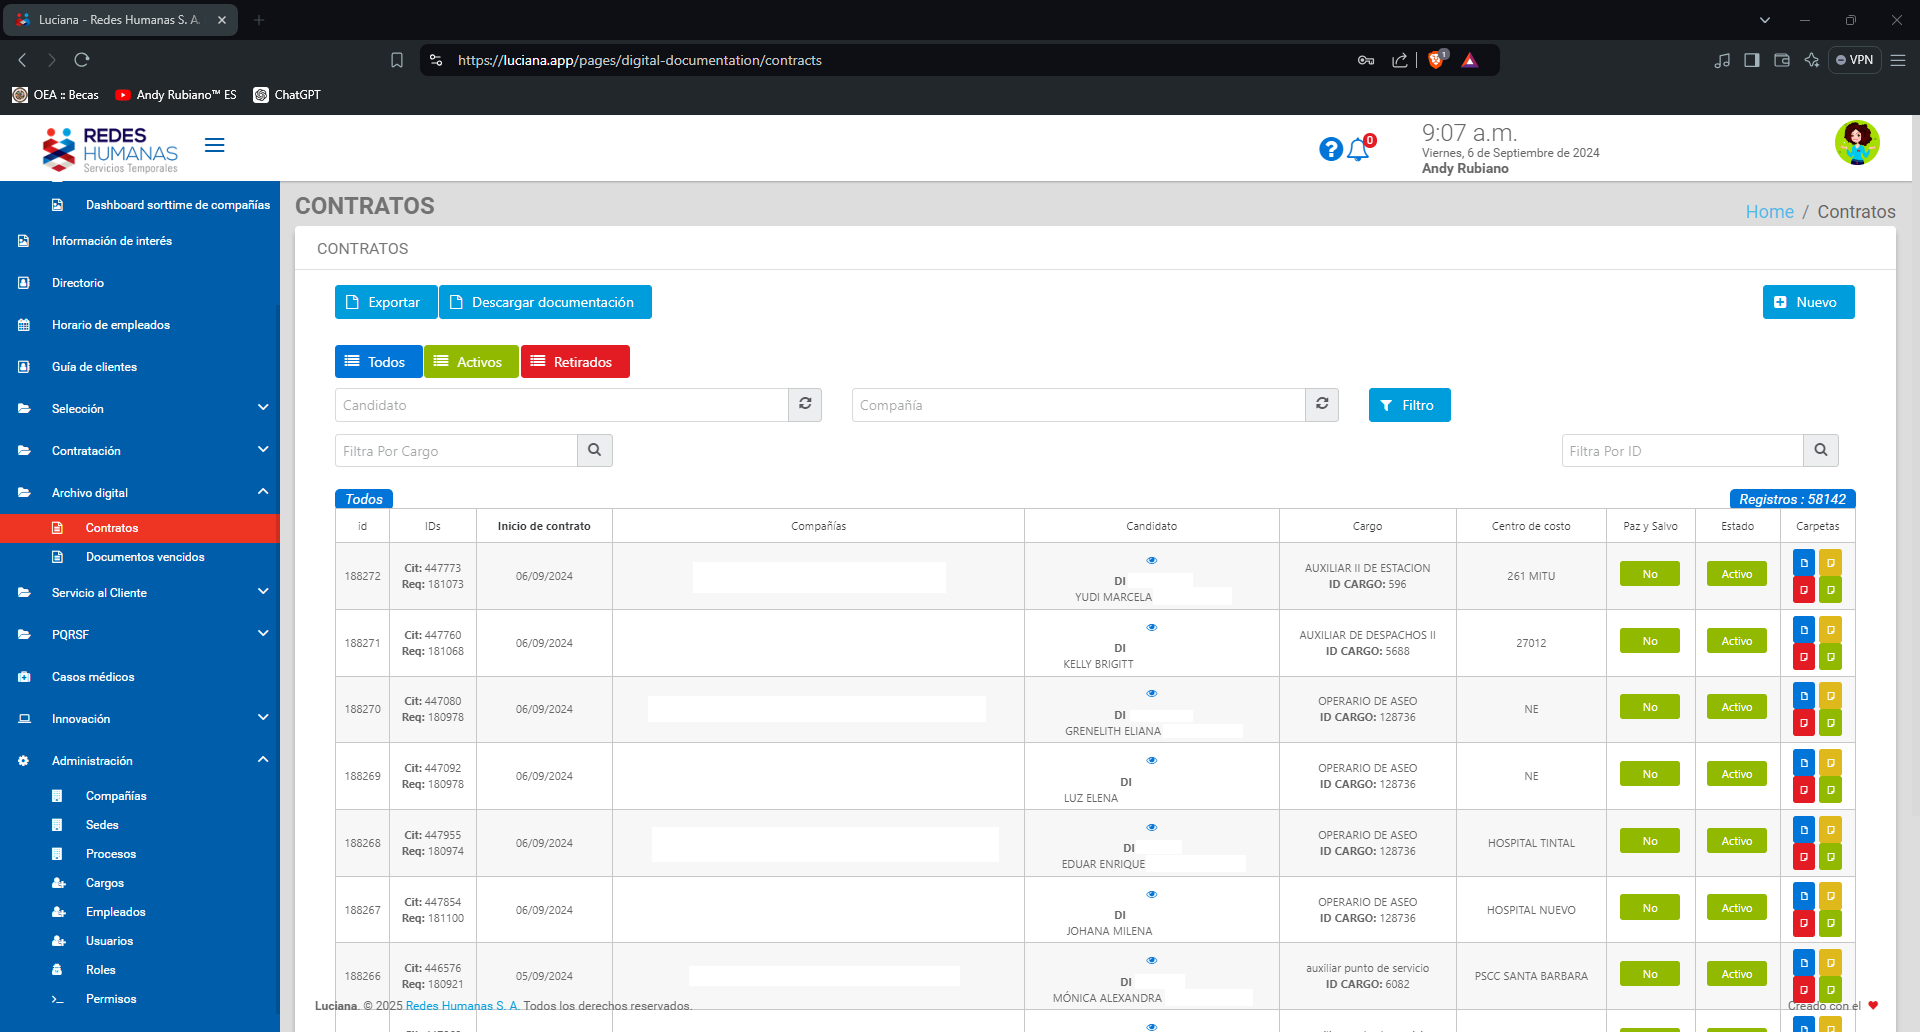 Luciana - Redes Humanas S. A.
https://luciana.app/pages/digital-documentation/contracts
1
VPN
OEA :: Becas
Andy Rubiano™ ES
ChatGPT
REDES
HUMANAS
Servicios Temporales
?
0
9:07 a.m.
Viernes, 6 de Septiembre de 2024
Andy Rubiano
Dashboard sorttime de compañías
Información de interés
Directorio
Horario de empleados
Guía de clientes
Selección
Contratación
Archivo digital
Contratos
Documentos vencidos
Servicio al Cliente
PQRSF
Casos médicos
Innovación
Administración
Compañías
Sedes
Procesos
Cargos
Empleados
Usuarios
Roles
Permisos
CONTRATOS
Home / Contratos
CONTRATOS
Exportar
Descargar documentación
Nuevo
Todos
Activos
Retirados
Candidato
Compañía
Filtro
Filtra Por Cargo
Filtra Por ID
Todos
Registros : 58142
id IDs Inicio de contrato Compañías Candidato Cargo Centro de costo Paz y Salvo Estado Carpetas
188272 Cit: 447773 Req: 181073 06/09/2024 DI YUDI MARCELA AUXILIAR II DE ESTACION ID CARGO: 596 261 MITU No Activo
188271 Cit: 447760 Req: 181068 06/09/2024 DI KELLY BRIGITT AUXILIAR DE DESPACHOS II ID CARGO: 5688 27012 No Activo
188270 Cit: 447080 Req: 180978 06/09/2024 DI GRENELITH ELIANA OPERARIO DE ASEO ID CARGO: 128736 NE No Activo
188269 Cit: 447092 Req: 180978 06/09/2024 DI LUZ ELENA OPERARIO DE ASEO ID CARGO: 128736 NE No Activo
188268 Cit: 447955 Req: 180974 06/09/2024 DI EDUAR ENRIQUE OPERARIO DE ASEO ID CARGO: 128736 HOSPITAL TINTAL No Activo
188267 Cit: 447854 Req: 181100 06/09/2024 DI JOHANA MILENA OPERARIO DE ASEO ID CARGO: 128736 HOSPITAL NUEVO No Activo
188266 Cit: 446576 Req: 180921 05/09/2024 DI MÓNICA ALEXANDRA auxiliar punto de servicio ID CARGO: 6082 PSCC SANTA BARBARA No Activo
Luciana. © 2025 Redes Humanas S. A. Todos los derechos reservados.
Creado con el